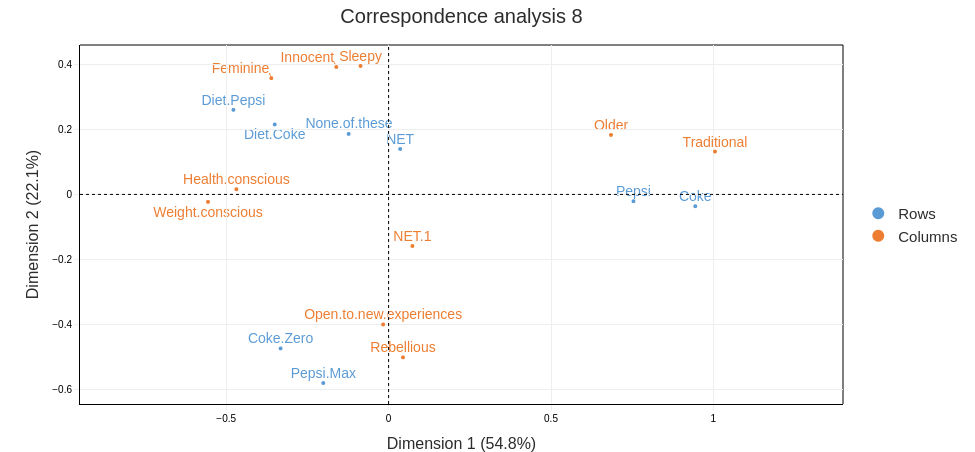 Correspondence analysis 8
Dimension 2 (22.1%)
0.4
0.2
0
−0.2
−0.4
−0.6
Innocent
Sleepy
Feminine
Diet.Pepsi
None.of.these
Older
Diet.Coke
NET
Traditional
Health.conscious
Pepsi
Coke
Weight.conscious
NET.1
Open.to.new.experiences
Coke.Zero
Rebellious
Pepsi.Max
−0.5
0
0.5
1
Dimension 1 (54.8%)
Rows
Columns